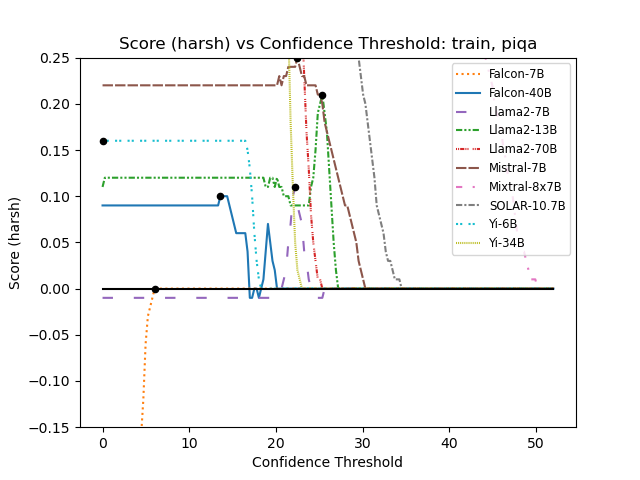 Score (harsh) vs Confidence Threshold: train, piqa
Score (harsh)
0.25
0.20
0.15
0.10
0.05
0.00
−0.05
−0.10
−0.15
Falcon-7B
Falcon-40B
Llama2-7B
Llama2-13B
Llama2-70B
Mistral-7B
Mixtral-8x7B
SOLAR-10.7B
Yi-6B
Yi-34B
0 10 20 30 40 50
Confidence Threshold